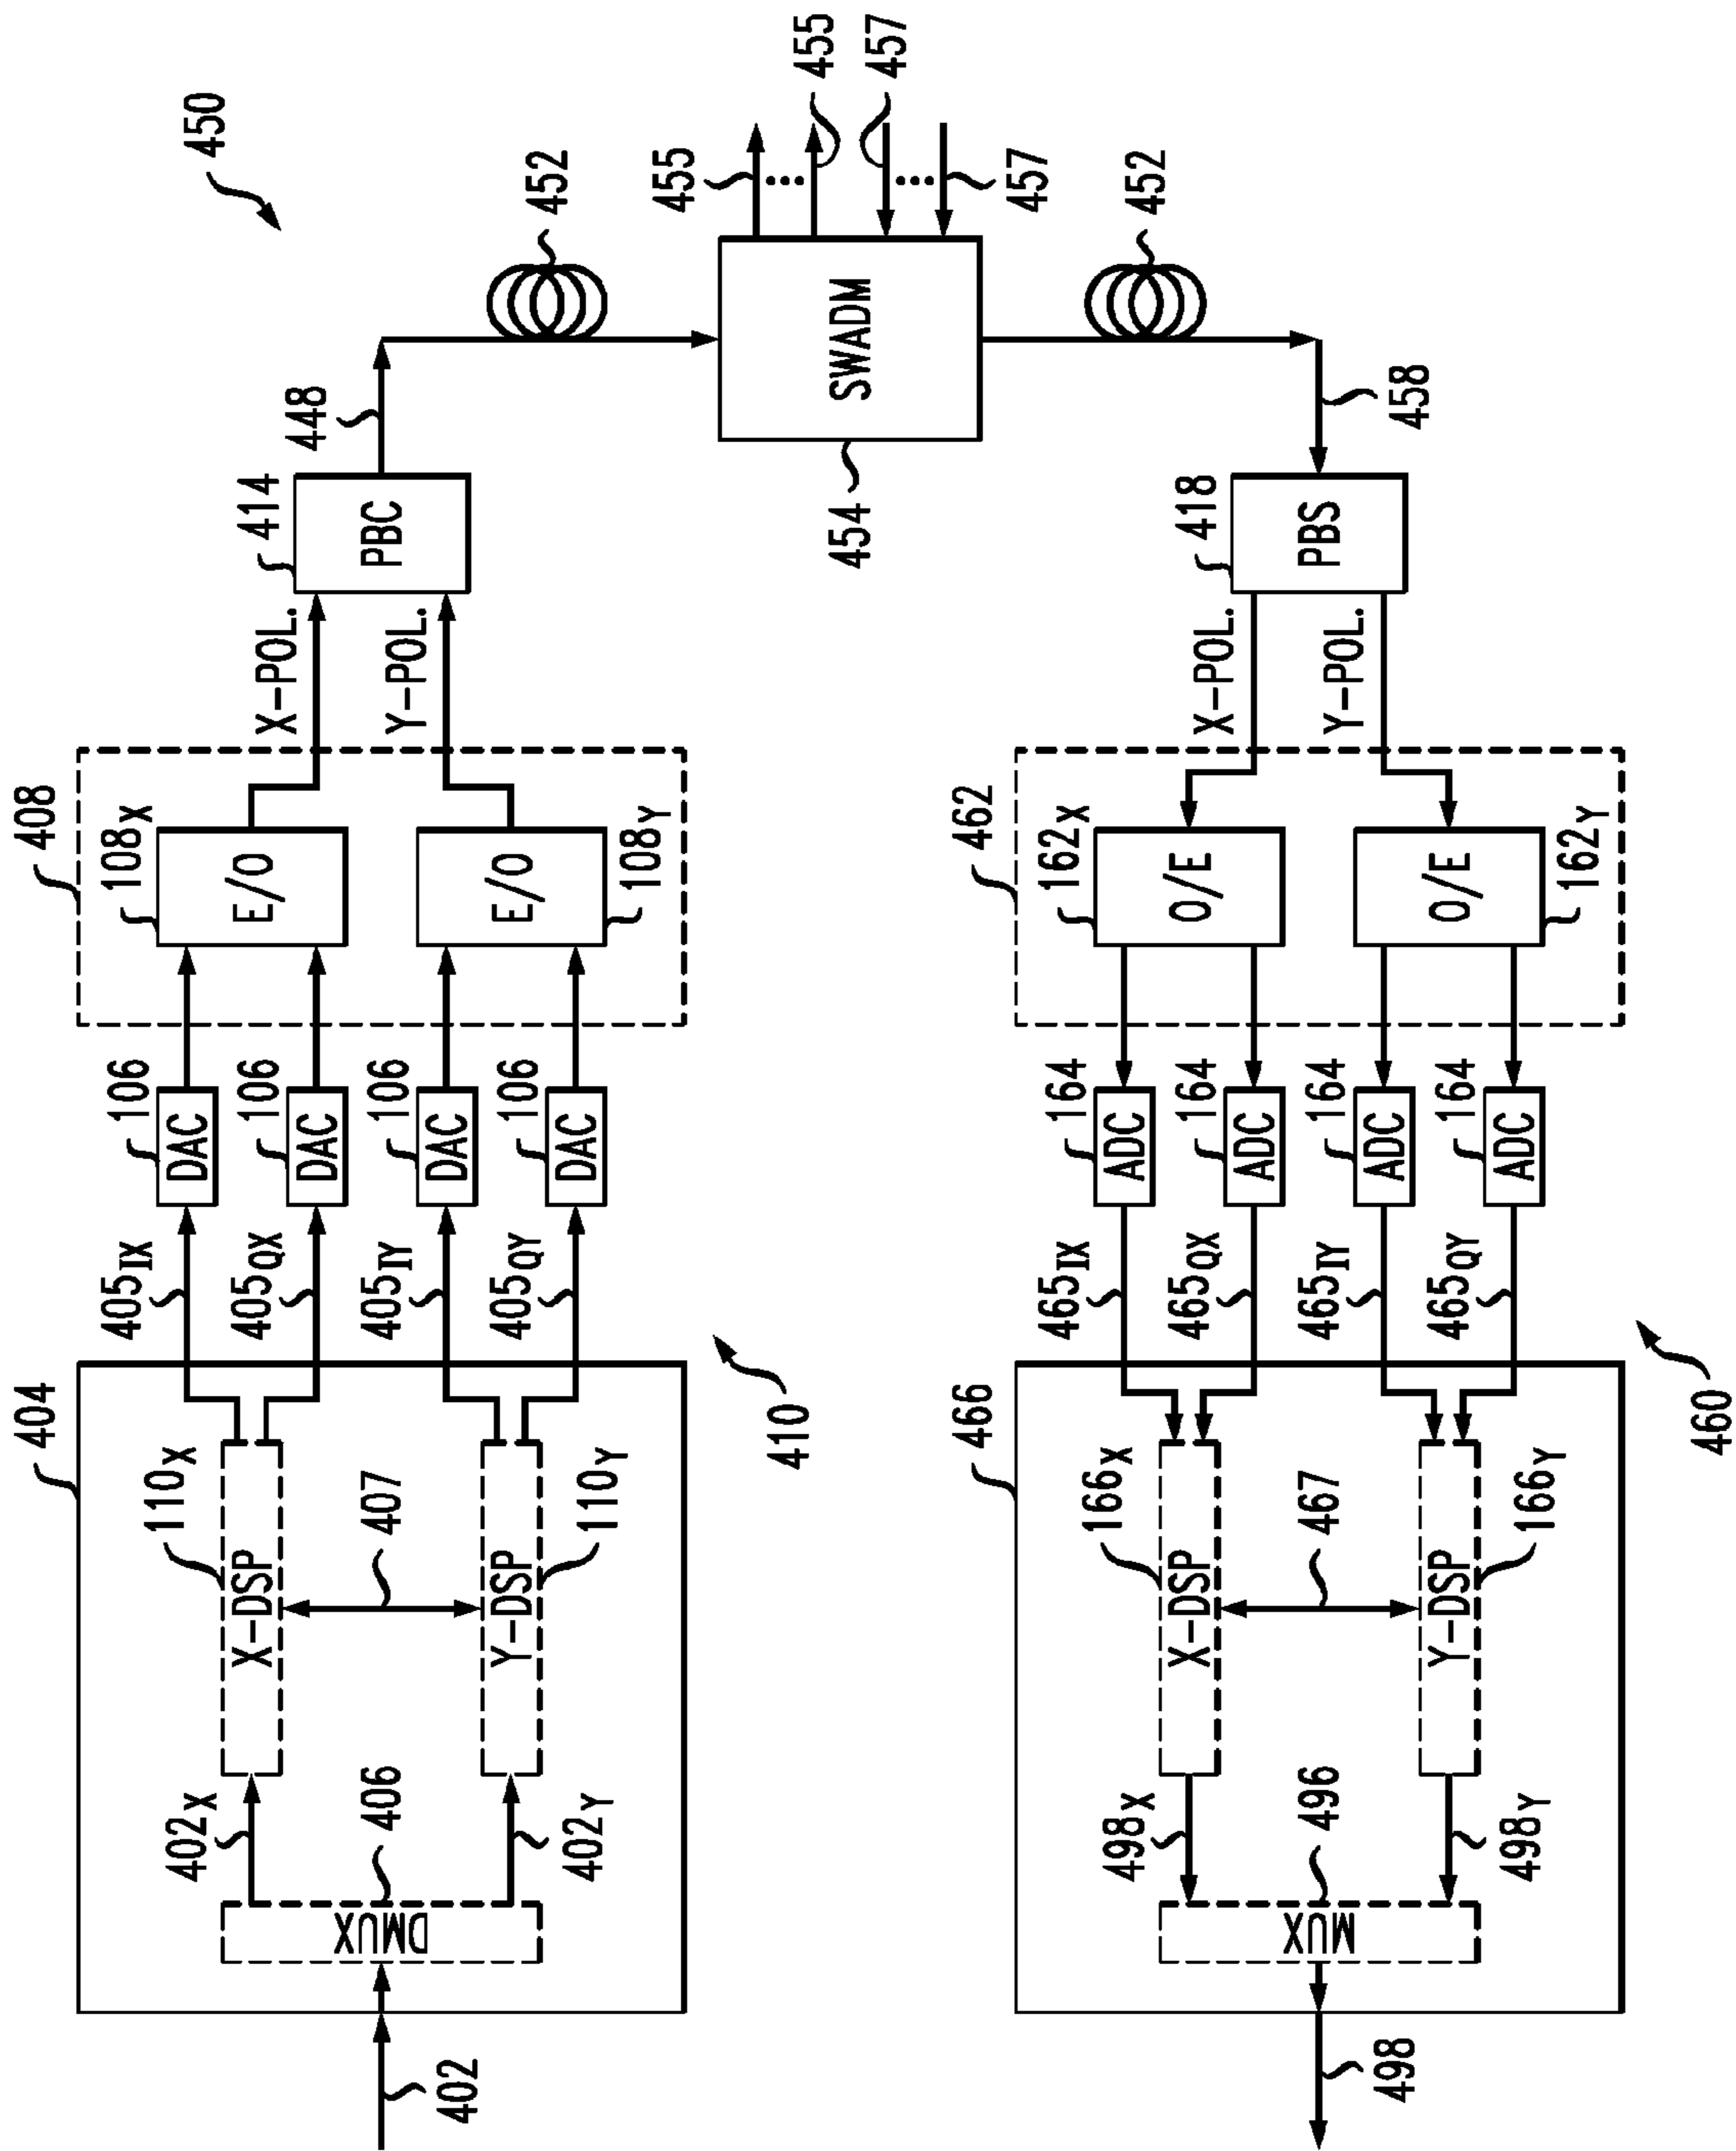 450
404
110X
X-DSP
402X
DMUX
406
407
Y-DSP
402Y
110Y
402
410
405IX
405QX
405IY
405QY
DAC
106
DAC
106
DAC
106
DAC
106
408
108X
E/O
E/O
108Y
X-POL.
Y-POL.
414
PBC
448
452
455
455
457
457
SWADM
454
452
458
418
PBS
X-POL.
Y-POL.
462
162X
O/E
O/E
162Y
164
ADC
164
ADC
164
ADC
164
ADC
465IX
465QX
465IY
465QY
466
166X
X-DSP
467
Y-DSP
166Y
498X
MUX
496
498Y
498
460